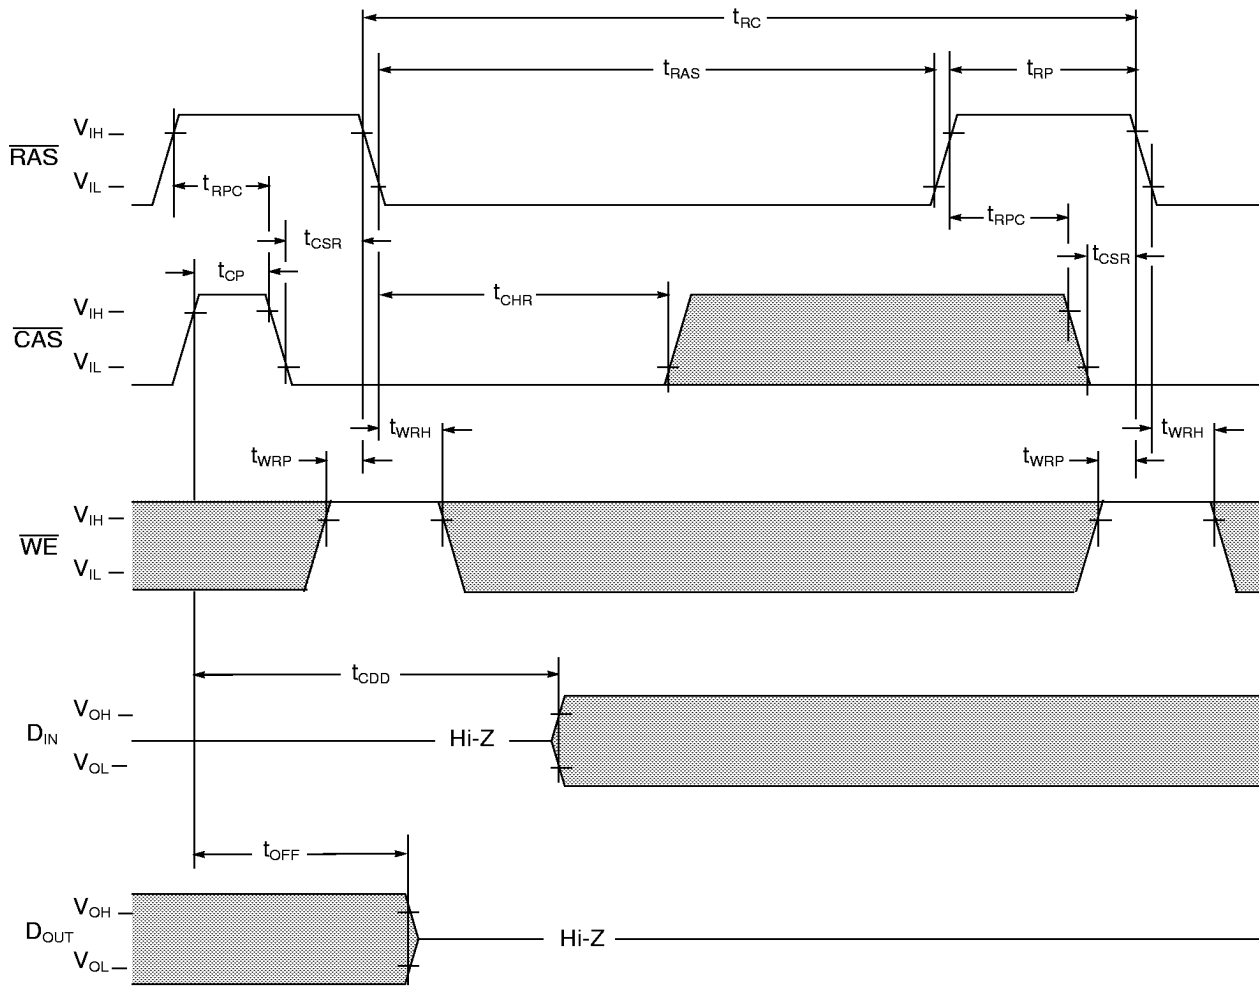 tRC
tRAS
tRP
VIH
RAS
VIL
tRPC
tRPC
tCSR
tCSR
tCP
tCHR
VIH
CAS
VIL
tWRH
tWRH
tWRP
tWRP
VIH
WE
VIL
tCDD
VOH
DIN
Hi-Z
VOL
tOFF
VOH
DOUT
Hi-Z
VOL